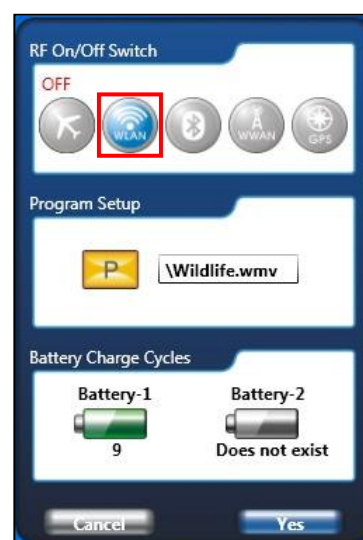 RF On/Off Switch
OFF
WLAN WWAN GPS
Program Setup
P \Wildlife.wmv
Battery Charge Cycles
Battery-1 Battery-2
9 Does not exist
Cancel Yes